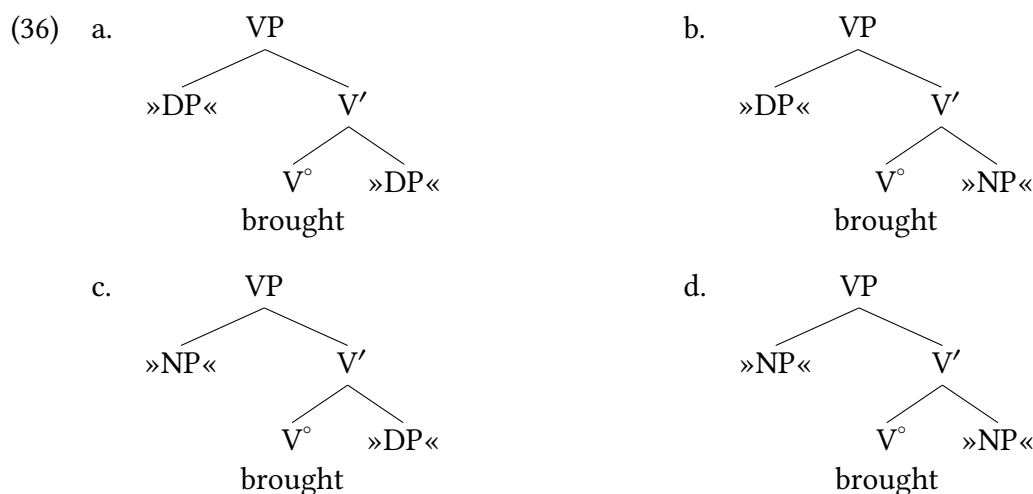 (36) a. VP b. VP
»DP« V′ »DP« V′
V° »DP« V° »NP«
brought brought
c. VP d. VP
»NP« V′ »NP« V′
V° »DP« V° »NP«
brought brought